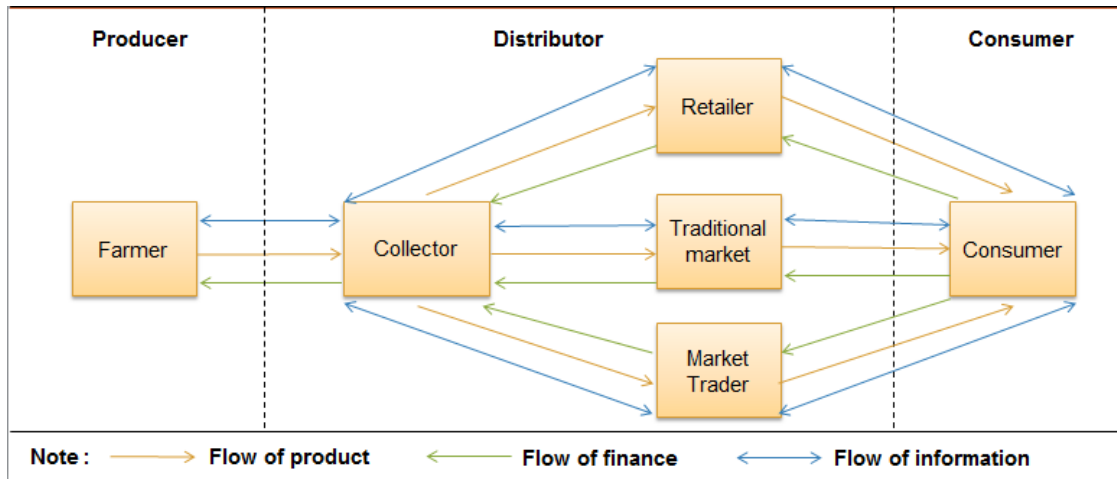 Producer
Distributor
Consumer
Retailer
Farmer
Collector
Traditional
market
Consumer
Market
Trader
Note :
Flow of product
Flow of finance
Flow of information